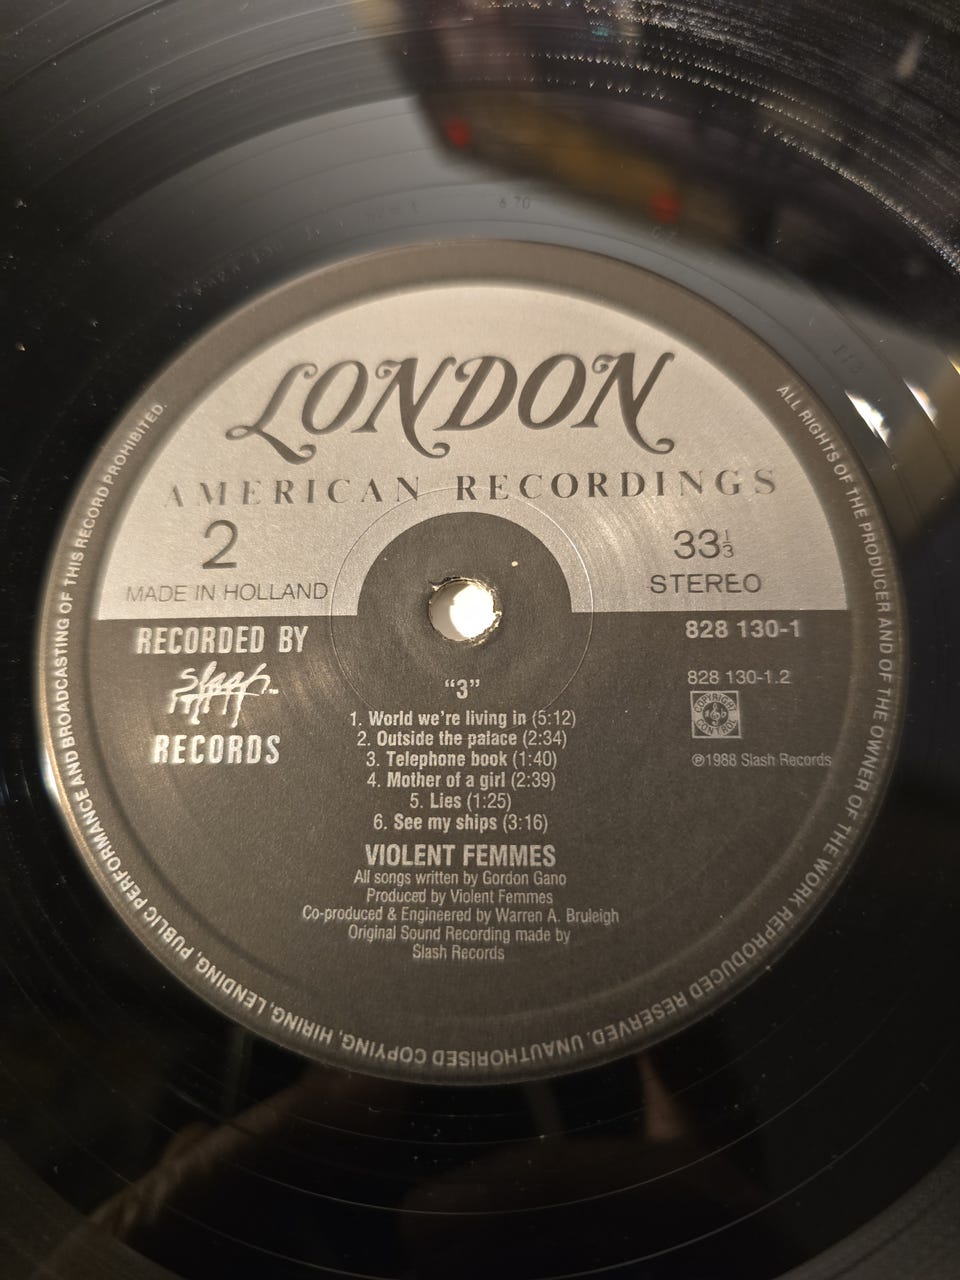 LONDON
AMERICAN RECORDINGS
2
MADE IN HOLLAND
33⅓
STEREO
RECORDED BY
Slash™
RECORDS
828 130-1
828 130-1.2
COPYRIGHT
CONTROL
℗1988 Slash Records
“3”
1. World we're living in (5:12)
2. Outside the palace (2:34)
3. Telephone book (1:40)
4. Mother of a girl (2:39)
5. Lies (1:25)
6. See my ships (3:16)
VIOLENT FEMMES
All songs written by Gordon Gano
Produced by Violent Femmes
Co-produced & Engineered by Warren A. Bruleigh
Original Sound Recording made by
Slash Records
ALL RIGHTS OF THE PRODUCER AND OF THE OWNER OF THE WORK REPRODUCED RESERVED. UNAUTHORISED COPYING, HIRING, LENDING, PUBLIC PERFORMANCE AND BROADCASTING OF THIS RECORD PROHIBITED.
670